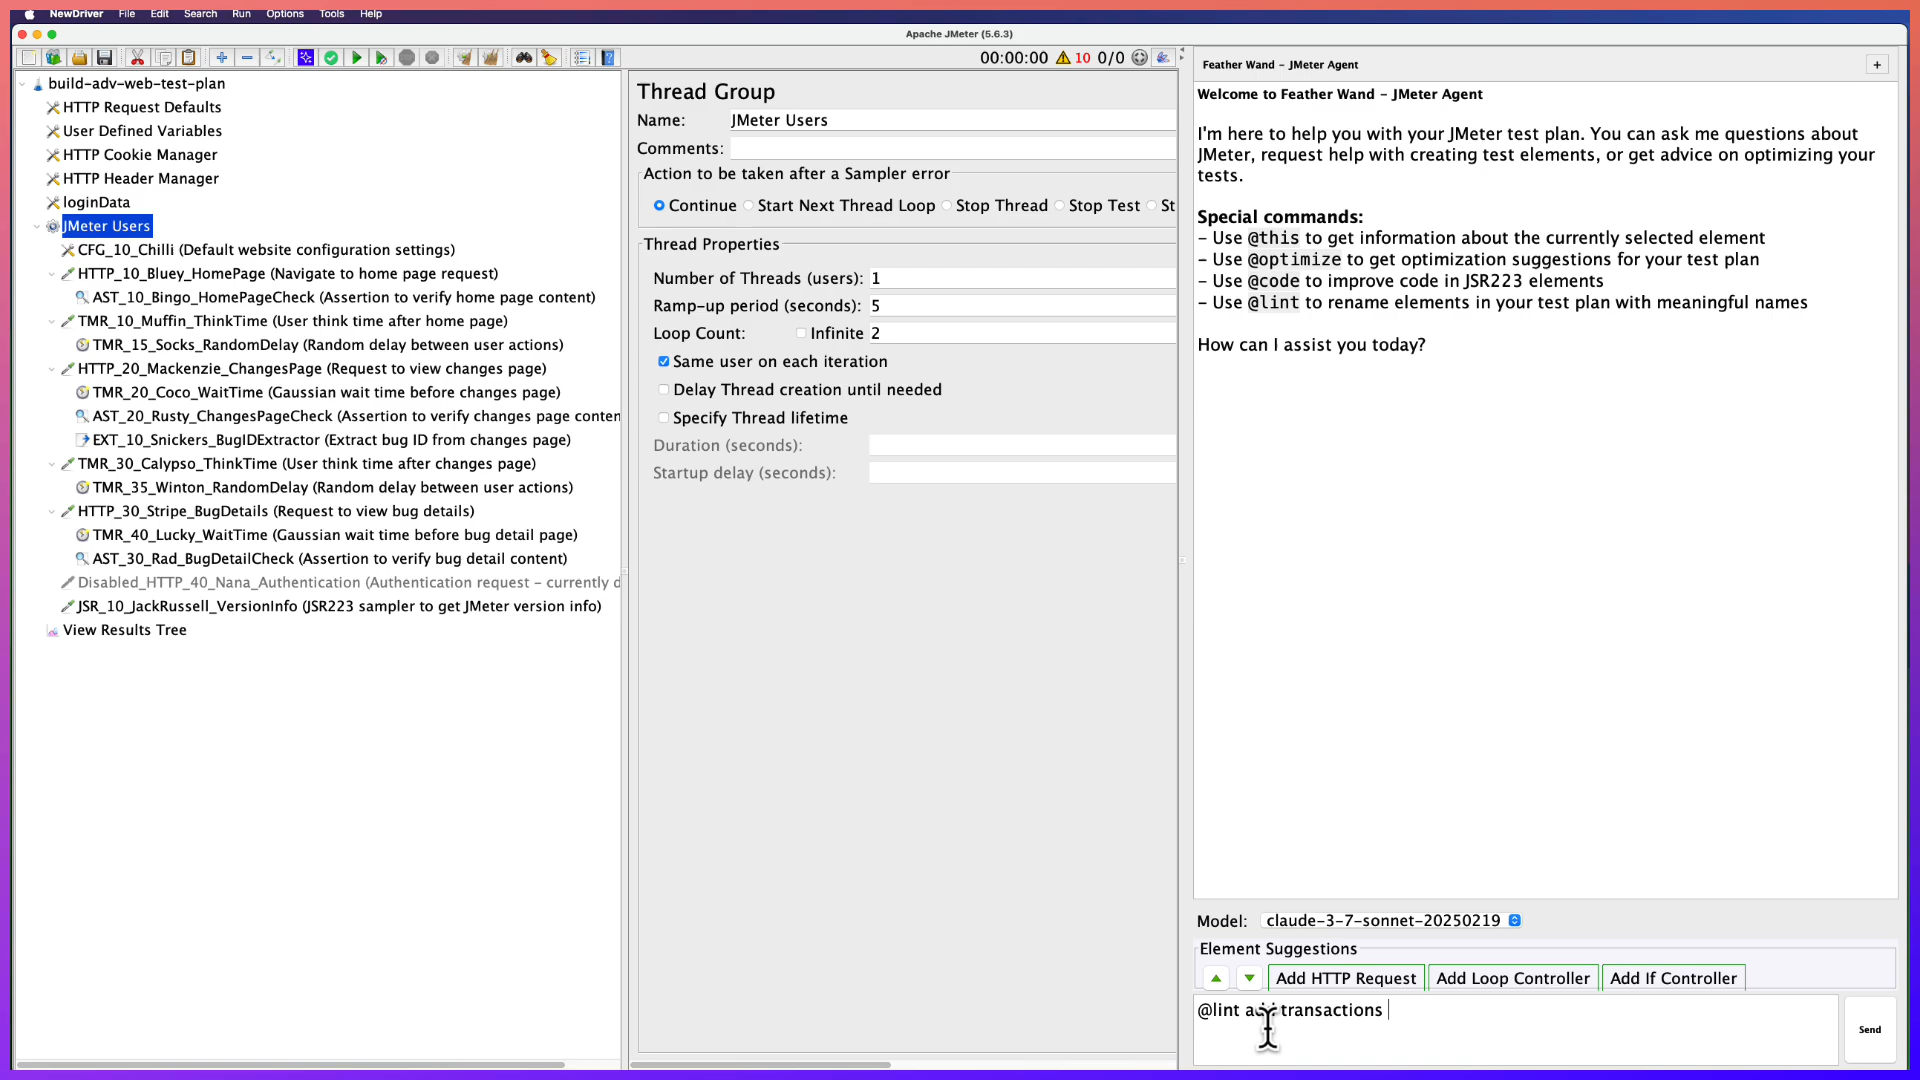 NewDriver File Edit Search Run Options Tools Help
Apache JMeter (5.6.3)
00:00:00 10 0/0
build-adv-web-test-plan
HTTP Request Defaults
User Defined Variables
HTTP Cookie Manager
HTTP Header Manager
loginData
JMeter Users
CFG_10_Chilli (Default website configuration settings)
HTTP_10_Bluey_HomePage (Navigate to home page request)
AST_10_Bingo_HomePageCheck (Assertion to verify home page content)
TMR_10_Muffin_ThinkTime (User think time after home page)
TMR_15_Socks_RandomDelay (Random delay between user actions)
HTTP_20_Mackenzie_ChangesPage (Request to view changes page)
TMR_20_Coco_WaitTime (Gaussian wait time before changes page)
AST_20_Rusty_ChangesPageCheck (Assertion to verify changes page conten
EXT_10_Snickers_BugIDExtractor (Extract bug ID from changes page)
TMR_30_Calypso_ThinkTime (User think time after changes page)
TMR_35_Winton_RandomDelay (Random delay between user actions)
HTTP_30_Stripe_BugDetails (Request to view bug details)
TMR_40_Lucky_WaitTime (Gaussian wait time before bug detail page)
AST_30_Rad_BugDetailCheck (Assertion to verify bug detail content)
Disabled_HTTP_40_Nana_Authentication (Authentication request - currently d
JSR_10_JackRussell_VersionInfo (JSR223 sampler to get JMeter version info)
View Results Tree
Thread Group
Name: JMeter Users
Comments:
Action to be taken after a Sampler error
Continue Start Next Thread Loop Stop Thread Stop Test St
Thread Properties
Number of Threads (users): 1
Ramp-up period (seconds): 5
Loop Count: Infinite 2
Same user on each iteration
Delay Thread creation until needed
Specify Thread lifetime
Duration (seconds):
Startup delay (seconds):
Feather Wand - JMeter Agent +
Welcome to Feather Wand - JMeter Agent
I'm here to help you with your JMeter test plan. You can ask me questions about
JMeter, request help with creating test elements, or get advice on optimizing your
tests.
Special commands:
- Use @this to get information about the currently selected element
- Use @optimize to get optimization suggestions for your test plan
- Use @code to improve code in JSR223 elements
- Use @lint to rename elements in your test plan with meaningful names
How can I assist you today?
Model: claude-3-7-sonnet-20250219
Element Suggestions
Add HTTP Request Add Loop Controller Add If Controller
@lint transactions
Send